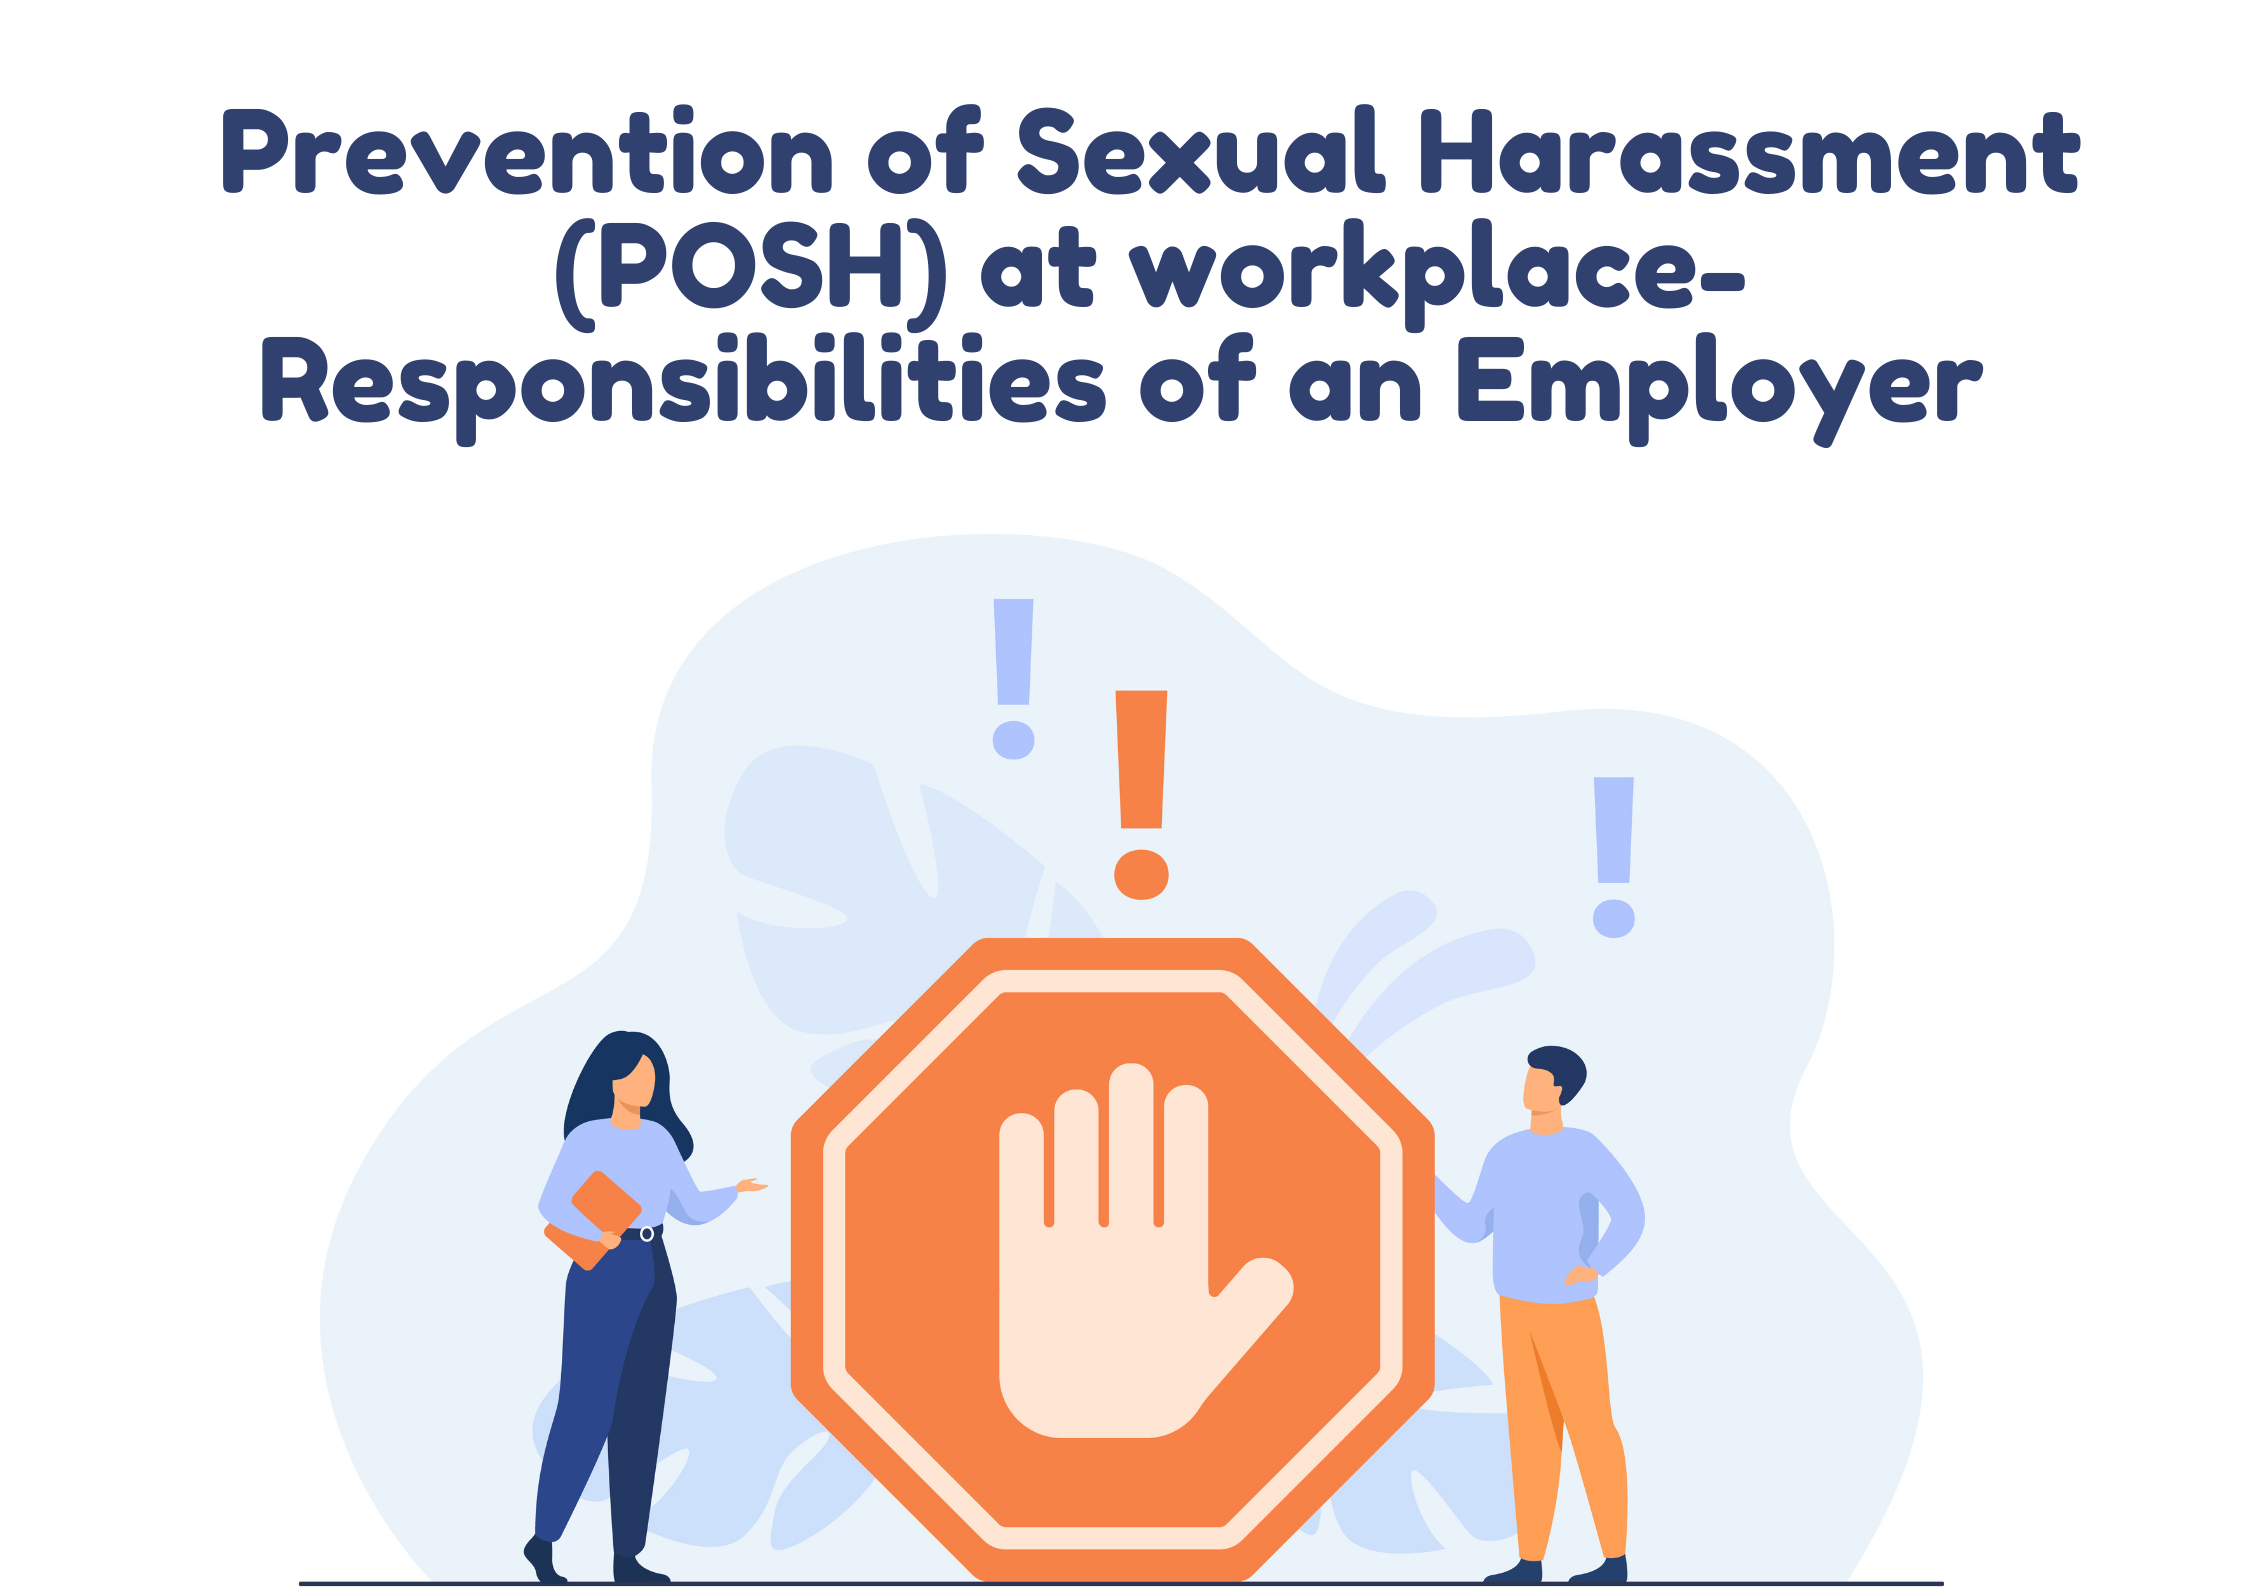 Prevention of Sexual Harassment
(POSH) at workplace-
Responsibilities of an Employer